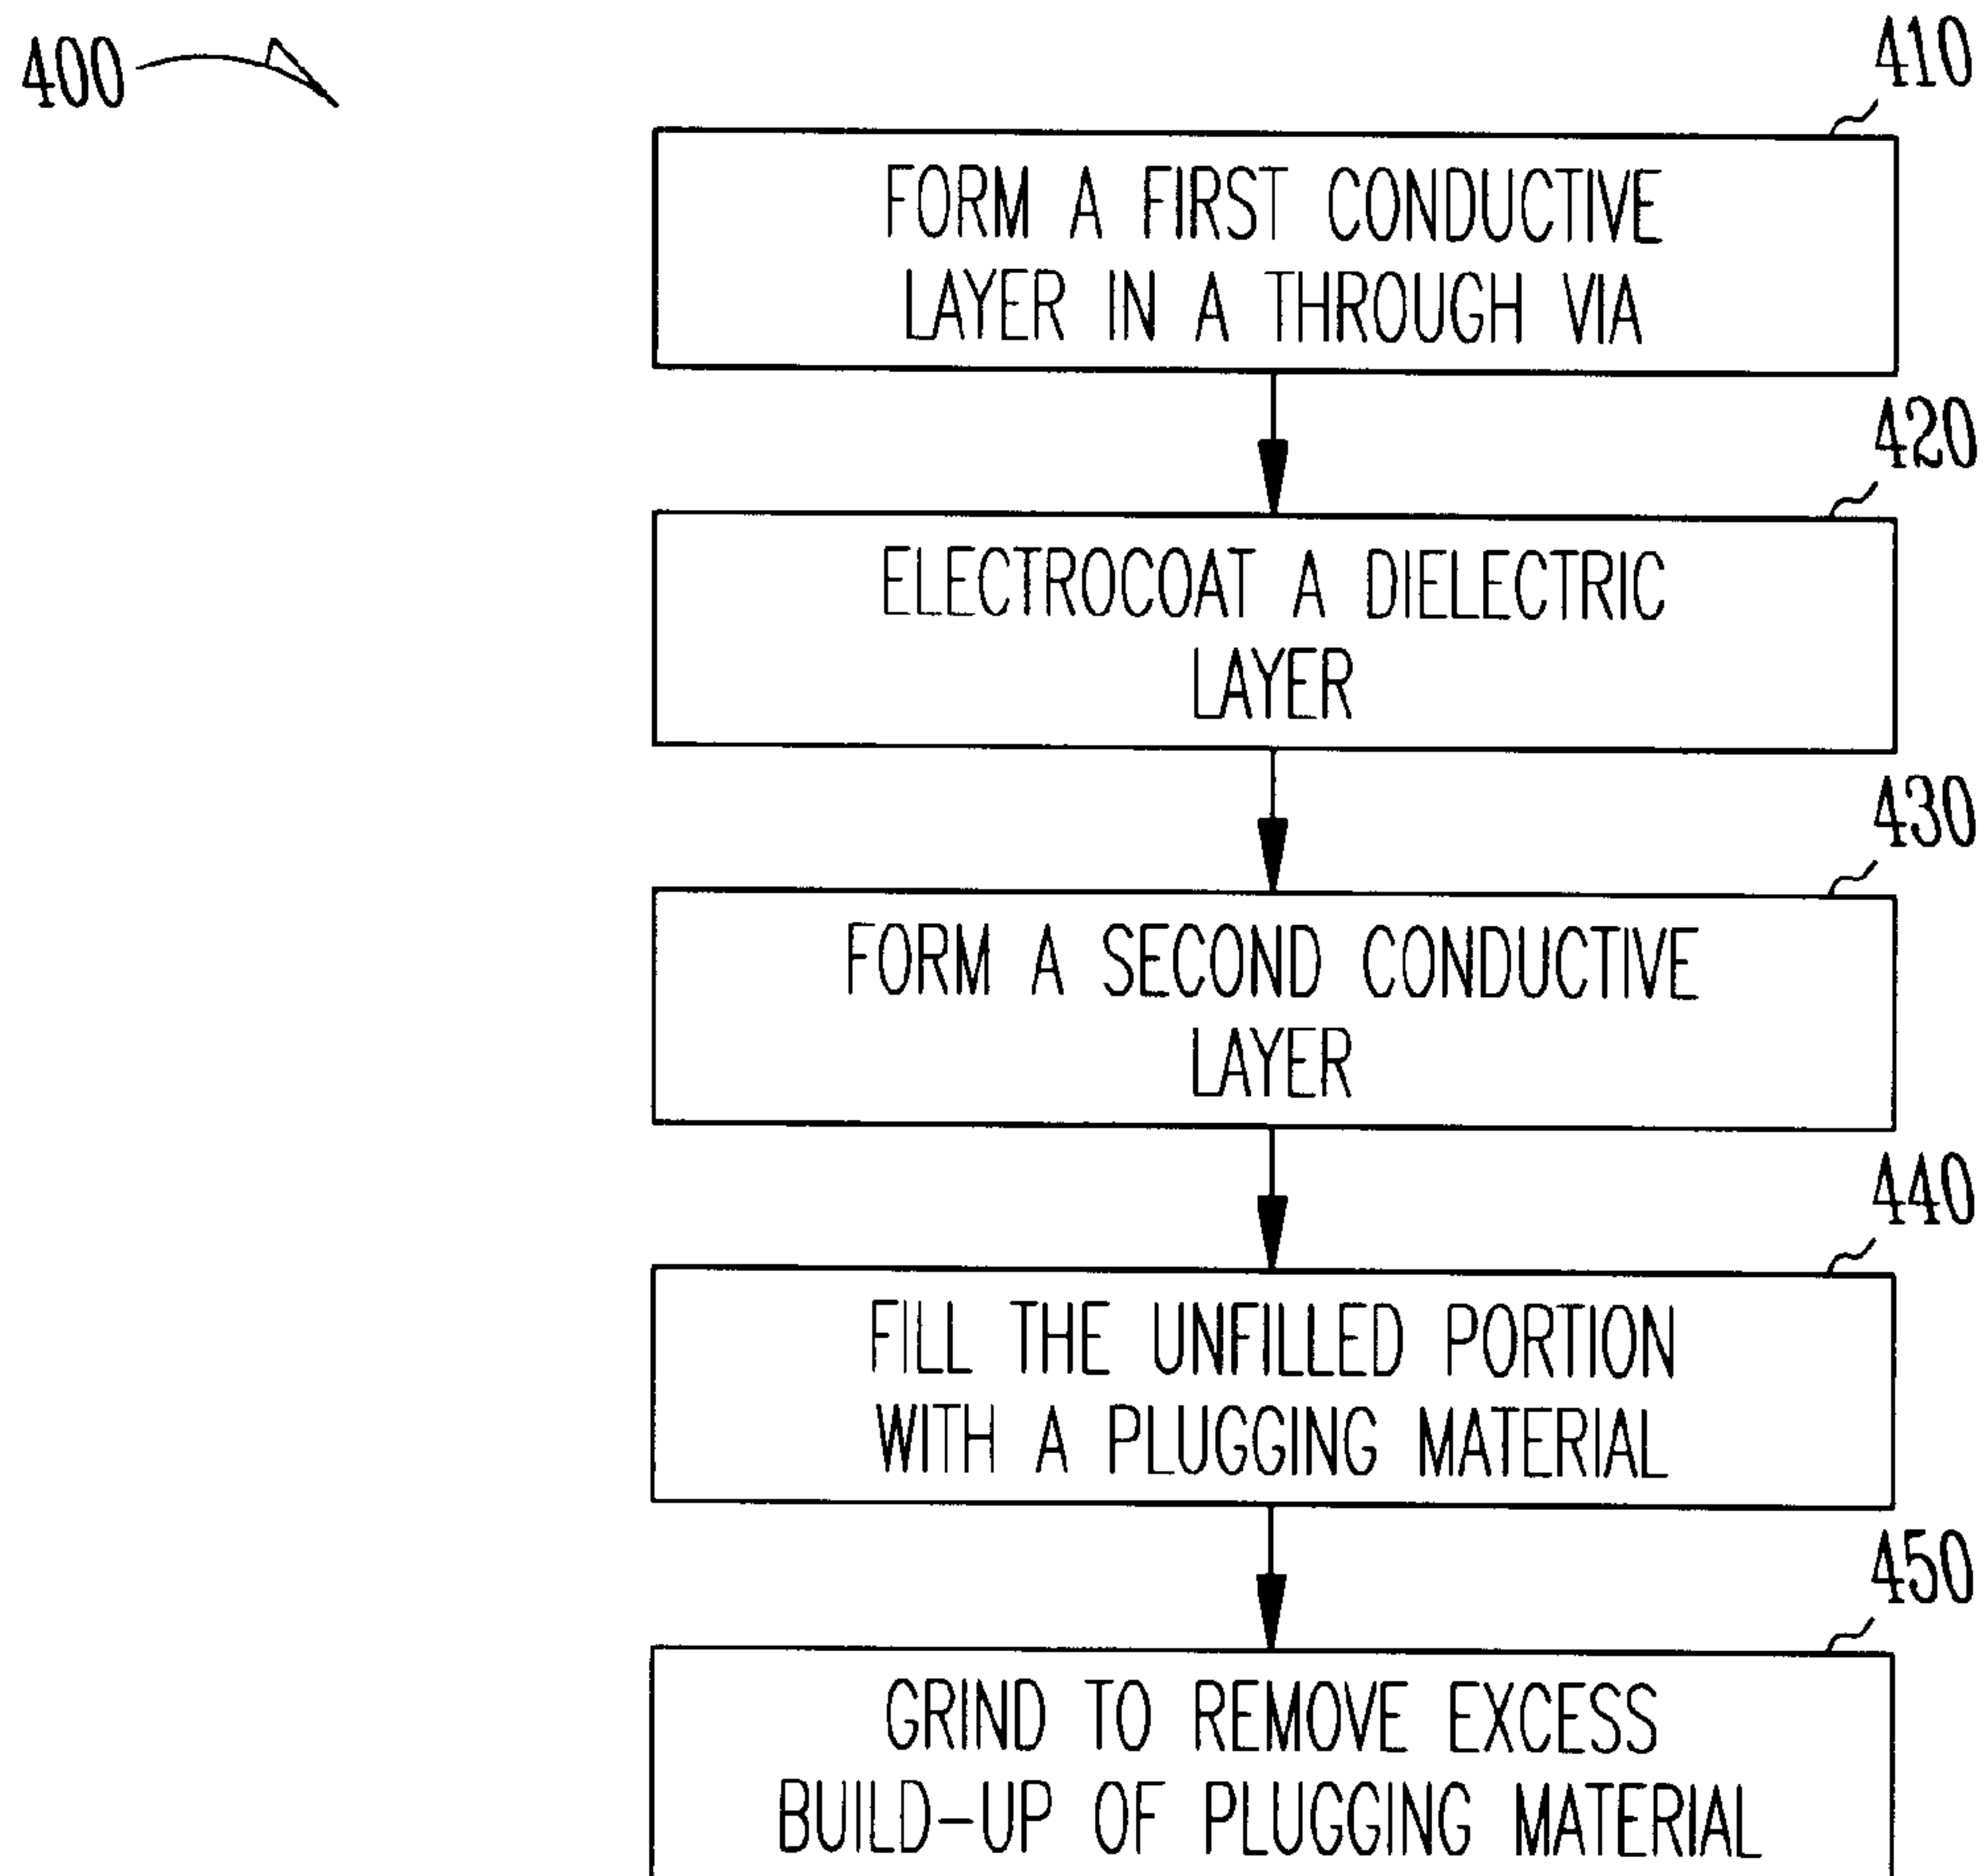 400
410
FORM A FIRST CONDUCTIVE
LAYER IN A THROUGH VIA
420
ELECTROCOAT A DIELECTRIC
LAYER
430
FORM A SECOND CONDUCTIVE
LAYER
440
FILL THE UNFILLED PORTION
WITH A PLUGGING MATERIAL
450
GRIND TO REMOVE EXCESS
BUILD-UP OF PLUGGING MATERIAL